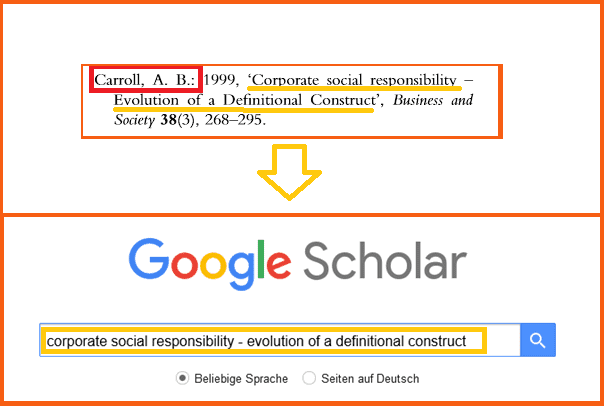 Carroll, A. B.: 1999, ‘Corporate social responsibility –
Evolution of a Definitional Construct’, Business and
Society 38(3), 268–295.
Google Scholar
corporate social responsibility - evolution of a definitional construct
Beliebige Sprache Seiten auf Deutsch